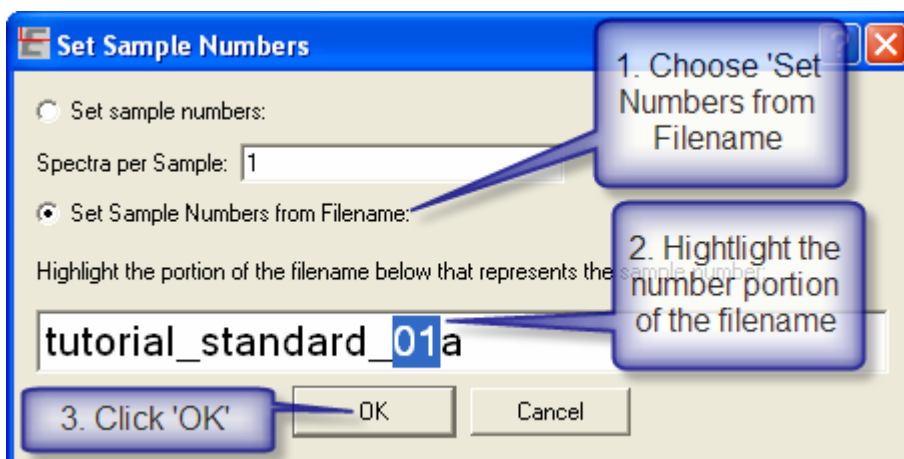 Set Sample Numbers
1. Choose 'Set
Numbers from
Filename
Set sample numbers:
Spectra per Sample: 1
Set Sample Numbers from Filename:
2. Hightlight the
number portion
of the filename
Highlight the portion of the filename below that represents the sample number:
tutorial_standard_01a
3. Click 'OK'
OK
Cancel